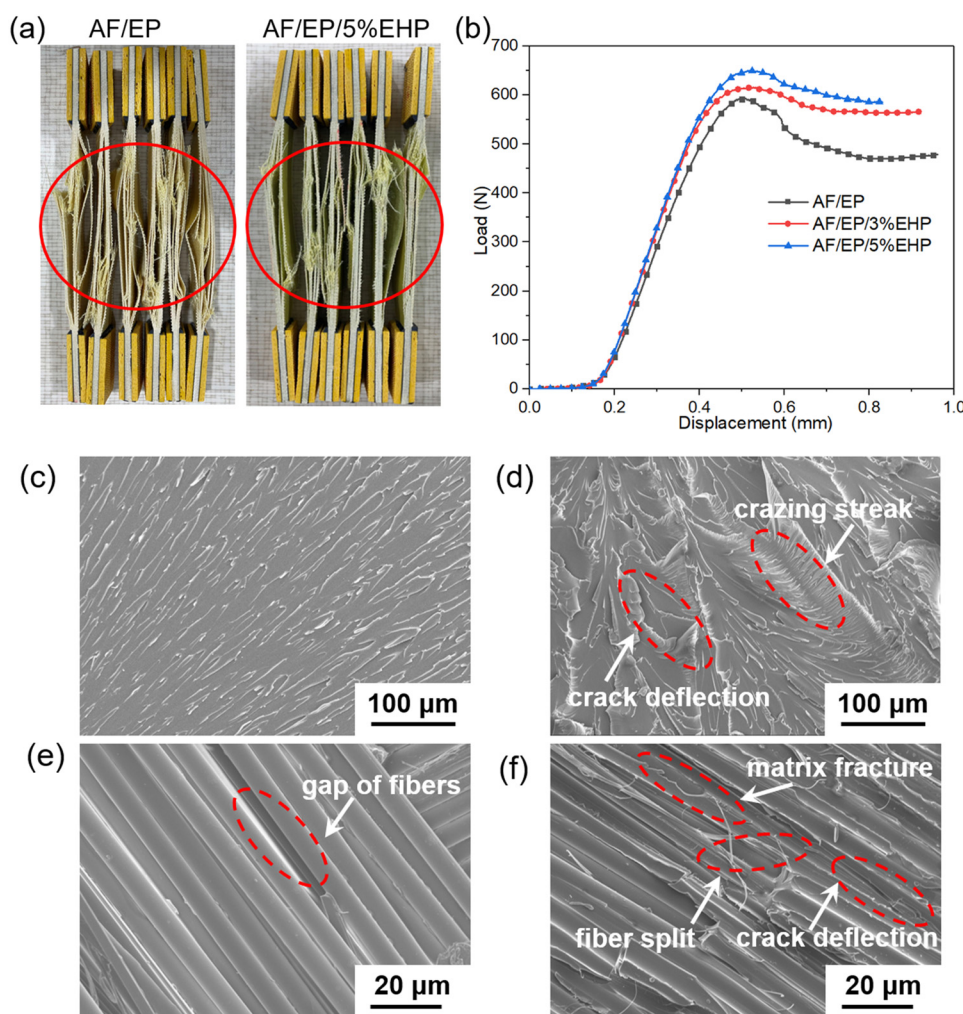 (a)
AF/EP
AF/EP/5%EHP
(b)
700
600
500
400
300
200
100
0
Load (N)
AF/EP
AF/EP/3%EHP
AF/EP/5%EHP
0.0
0.2
0.4
0.6
0.8
1.0
Displacement (mm)
(c)
100 µm
(d)
crazing streak
crack deflection
100 µm
(e)
gap of fibers
20 µm
(f)
matrix fracture
fiber split
crack deflection
20 µm